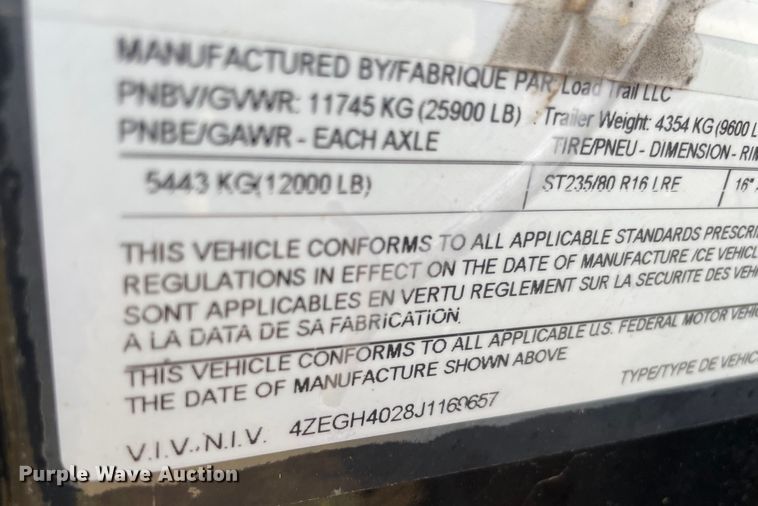 MANUFACTURED BY/FABRIQUE PAR Load Trail LLC
PNBV/GVWR: 11745 KG (25900 LB) : Trailer Weight: 4354 KG (9600 L
PNBE/GAWR - EACH AXLE TIRE/PNEU - DIMENSION - RIM
5443 KG(12000 LB) ST235/80 R16 LRE 16"
THIS VEHICLE CONFORMS TO ALL APPLICABLE STANDARDS PRESCRI
REGULATIONS IN EFFECT ON THE DATE OF MANUFACTURE /CE VEHICL
SONT APPLICABLES EN VERTU REGLEMENT SUR LA SECURITE DES VEH
A LA DATA DE SA FABRICATION.
THIS VEHICLE CONFORMS TO ALL APPLICABLE U.S. FEDERAL MOTOR VEHI
THE DATE OF MANUFACTURE SHOWN ABOVE
TYPE/TYPE DE VEHIC
V.I.V.-N.I.V. 4ZEGH4028J1169657
Purple Wave Auction